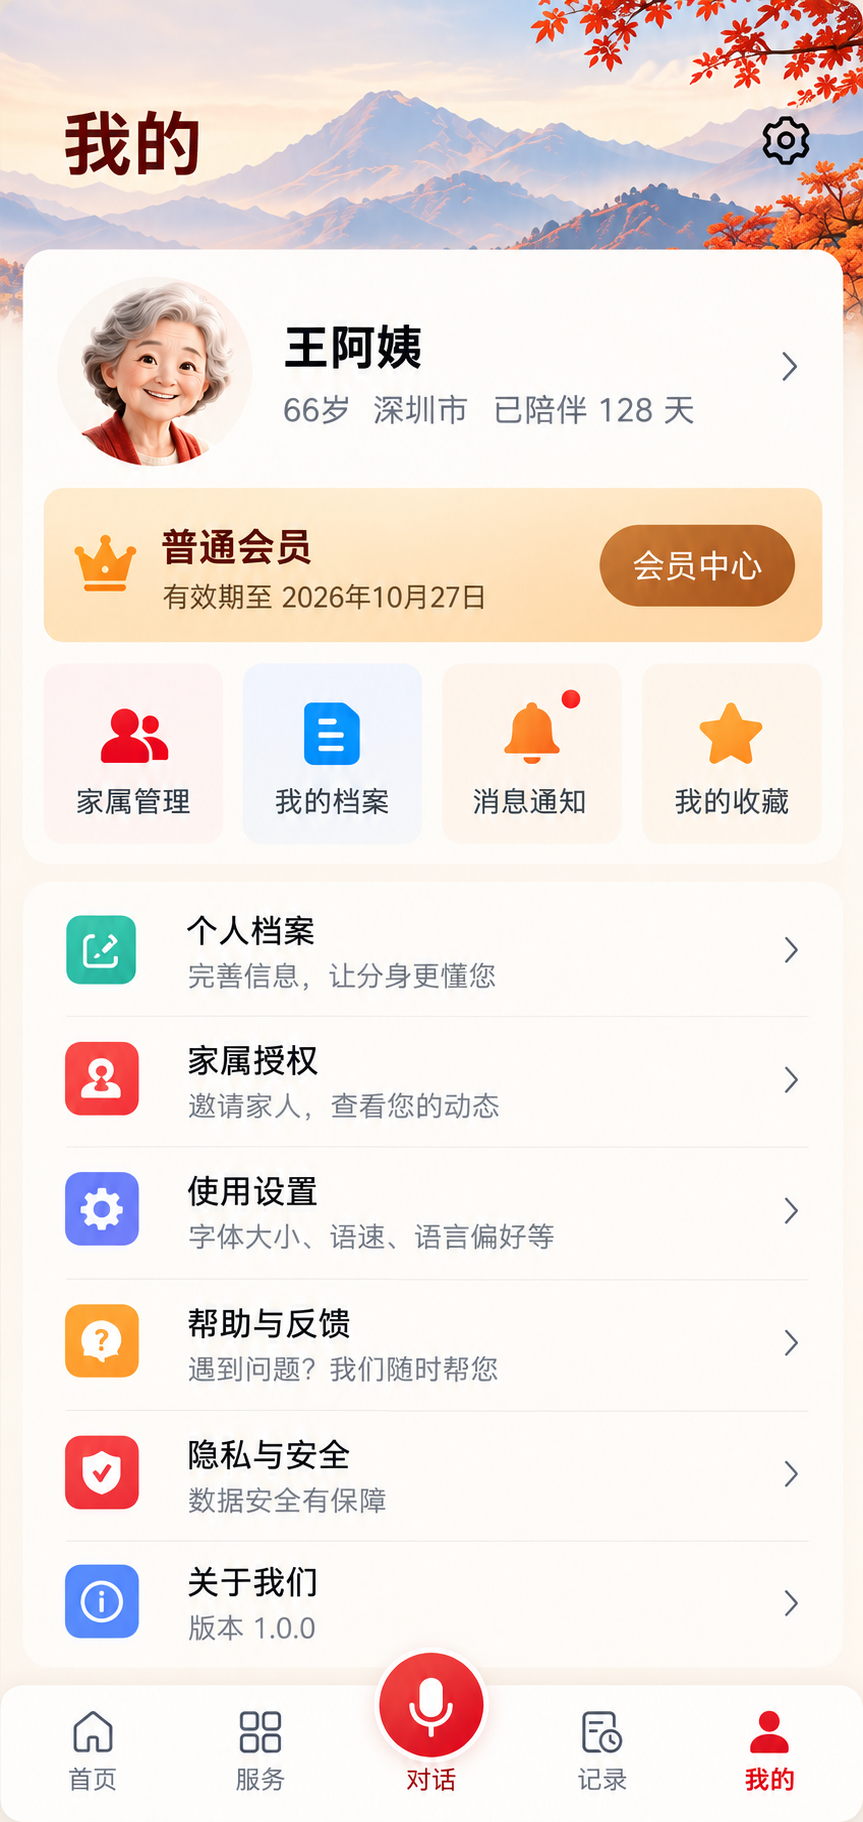 我的
王阿姨
66岁 深圳市 已陪伴 128 天
普通会员
有效期至 2026年10月27日
会员中心
家属管理
我的档案
消息通知
我的收藏
个人档案
完善信息，让分身更懂您
家属授权
邀请家人，查看您的动态
使用设置
字体大小、语速、语言偏好等
帮助与反馈
遇到问题？我们随时帮您
隐私与安全
数据安全有保障
关于我们
版本 1.0.0
首页
服务
对话
记录
我的